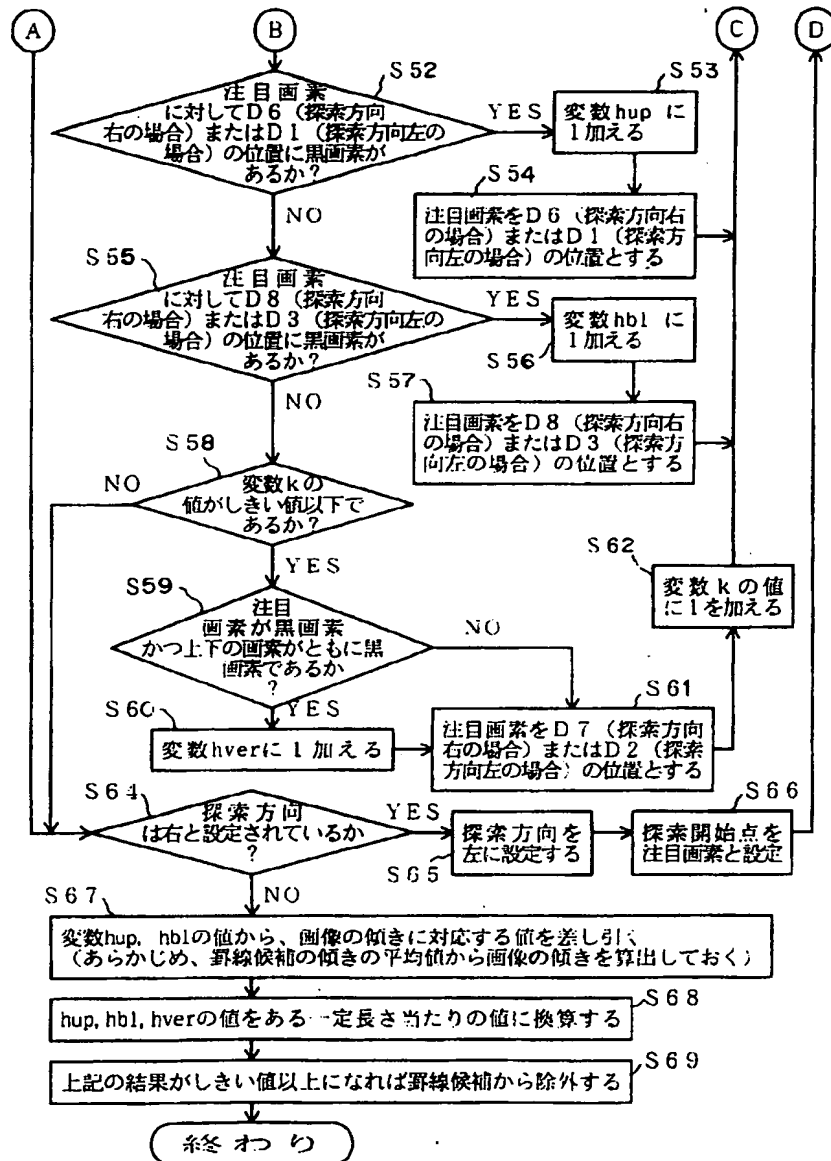 A
B
C
D
S52
注目画素
に対してD6(探索方向
右の場合)またはD1(探索方向左の
場合)の位置に黒画素が
あるか?
YES
S53
変数hup に
1加える
NO
S54
注目画素をD6(探索方向右
の場合)またはD1(探索方
向左の場合)の位置とする
S55
注目画素
に対してD8(探索方向
右の場合)またはD3(探索方向左の
場合)の位置に黒画素が
あるか?
YES
変数hbl に
1加える
S56
NO
S57
注目画素をD8(探索方向右
の場合)またはD3(探索方
向左の場合)の位置とする
S58
NO
変数kの
値がしきい値以下で
あるか?
YES
S62
変数kの値
に1を加える
S59
注目
画素が黒画素
かつ上下の画素がともに黒
画素であるか
?
NO
YES
S60
変数hverに1加える
S61
注目画素をD7(探索方向
右の場合)またはD2(探索
方向左の場合)の位置とする
S64
探索方向
は右と設定されているか
?
YES
探索方向を
左に設定する
S65
S66
探索開始点を
注目画素と設定
NO
S67
変数hup, hblの値から、画像の傾きに対応する値を差し引く
(あらかじめ、罫線候補の傾きの平均値から画像の傾きを算出しておく)
S68
hup,hbl,hverの値をある一定長さ当たりの値に換算する
S69
上記の結果がしきい値以上になれば罫線候補から除外する
終わり